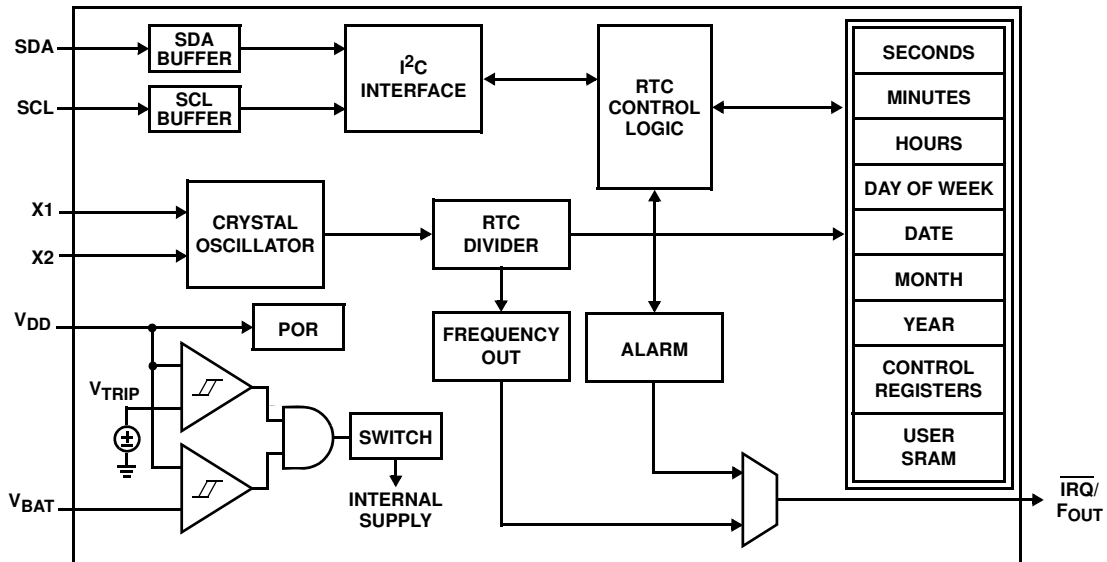 SDA
SDA
BUFFER
SCL
SCL
BUFFER
I²C
INTERFACE
RTC
CONTROL
LOGIC
SECONDS
MINUTES
HOURS
DAY OF WEEK
DATE
MONTH
YEAR
CONTROL
REGISTERS
USER
SRAM
X1
X2
CRYSTAL
OSCILLATOR
RTC
DIVIDER
FREQUENCY
OUT
ALARM
VDD
POR
VTRIP
SWITCH
INTERNAL
SUPPLY
VBAT
IRQ/
FOUT